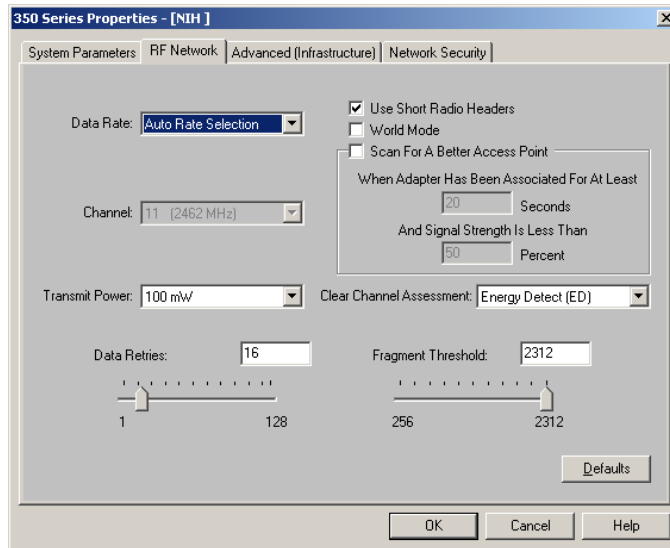 350 Series Properties - [NIH ]
System Parameters RF Network Advanced (Infrastructure) Network Security
Data Rate: Auto Rate Selection
Use Short Radio Headers
World Mode
Scan For A Better Access Point
When Adapter Has Been Associated For At Least
20 Seconds
And Signal Strength Is Less Than
50 Percent
Channel: 11 (2462 MHz)
Transmit Power: 100 mW
Clear Channel Assessment: Energy Detect (ED)
Data Retries: 16
1 128
Fragment Threshold: 2312
256 2312
Defaults
OK Cancel Help